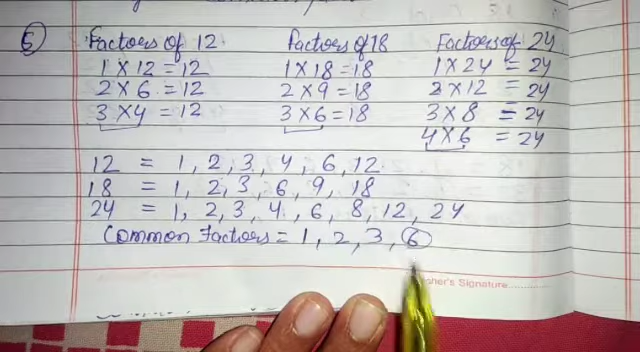 5 Factors of 12. Factors of 18 Factors of 24
1 X 12 = 12 1 X 18 = 18 1 X 24 = 24
2 X 6 = 12 2 X 9 = 18 2 X 12 = 24
3 X 4 = 12 3 X 6 = 18 3 X 8 = 24
4 X 6 = 24
12 = 1, 2, 3, 4, 6, 12
18 = 1, 2, 3, 6, 9, 18
24 = 1, 2, 3, 4, 6, 8, 12, 24
Common Factors = 1, 2, 3, 6
Signature